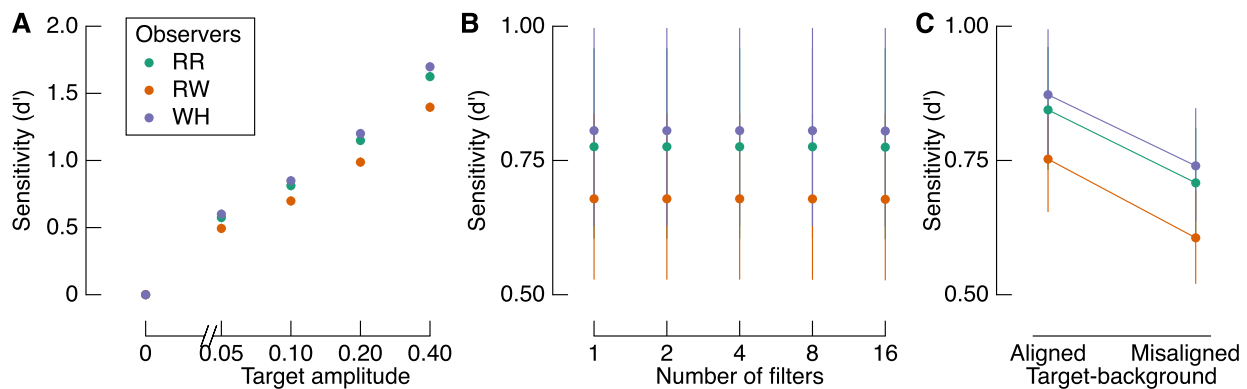 A
Sensitivity (d')
2.0
1.5
1.0
0.5
0
Observers
RR
RW
WH
0 0.05 0.10 0.20 0.40
Target amplitude
B
Sensitivity (d')
1.00
0.75
0.50
1 2 4 8 16
Number of filters
C
Sensitivity (d')
1.00
0.75
0.50
Aligned Misaligned
Target-background